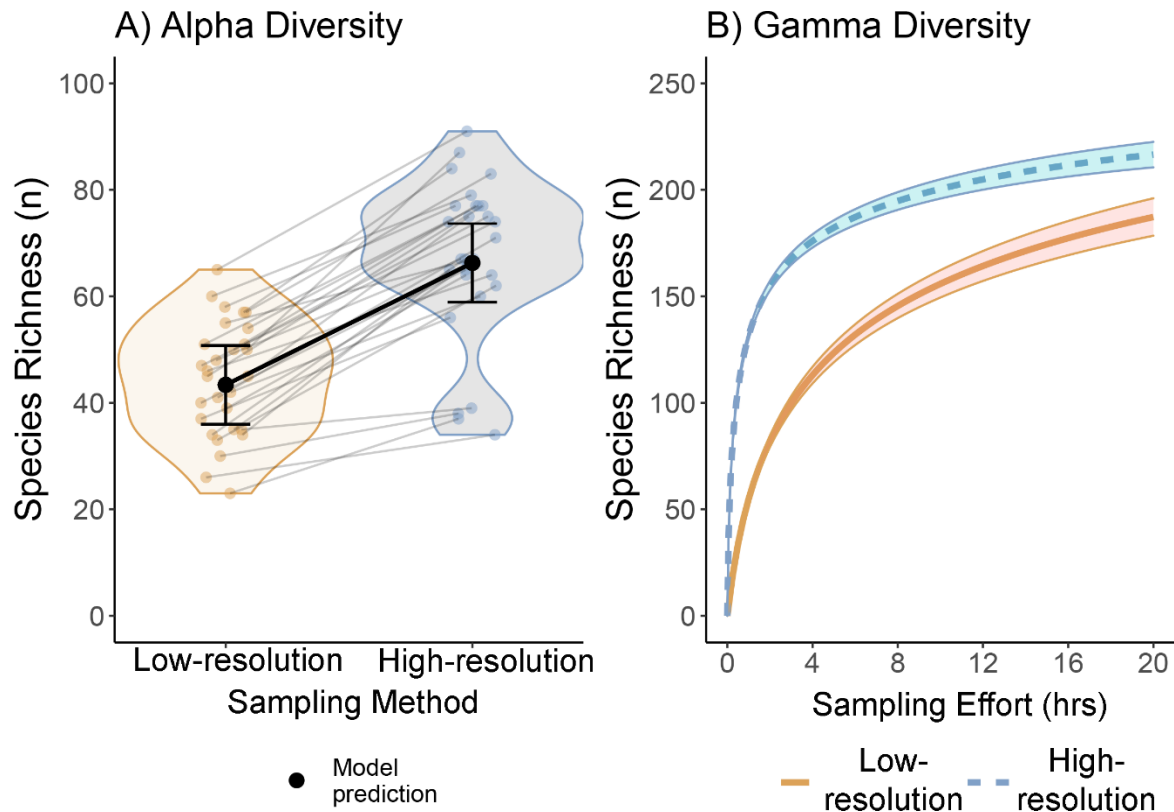 A) Alpha Diversity
Species Richness (n)
100
80
60
40
20
0
Low-resolution
High-resolution
Sampling Method
Model
prediction
B) Gamma Diversity
Species Richness (n)
250
200
150
100
50
0
0 4 8 12 16 20
Sampling Effort (hrs)
Low-
resolution
High-
resolution